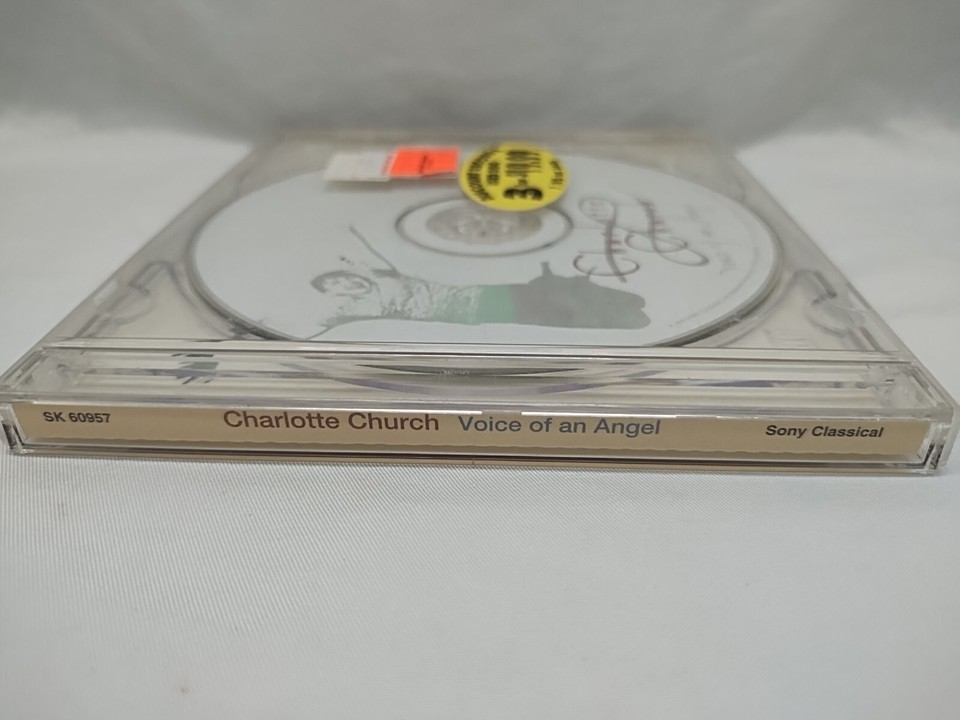 SK 60957 Charlotte Church Voice of an Angel Sony Classical